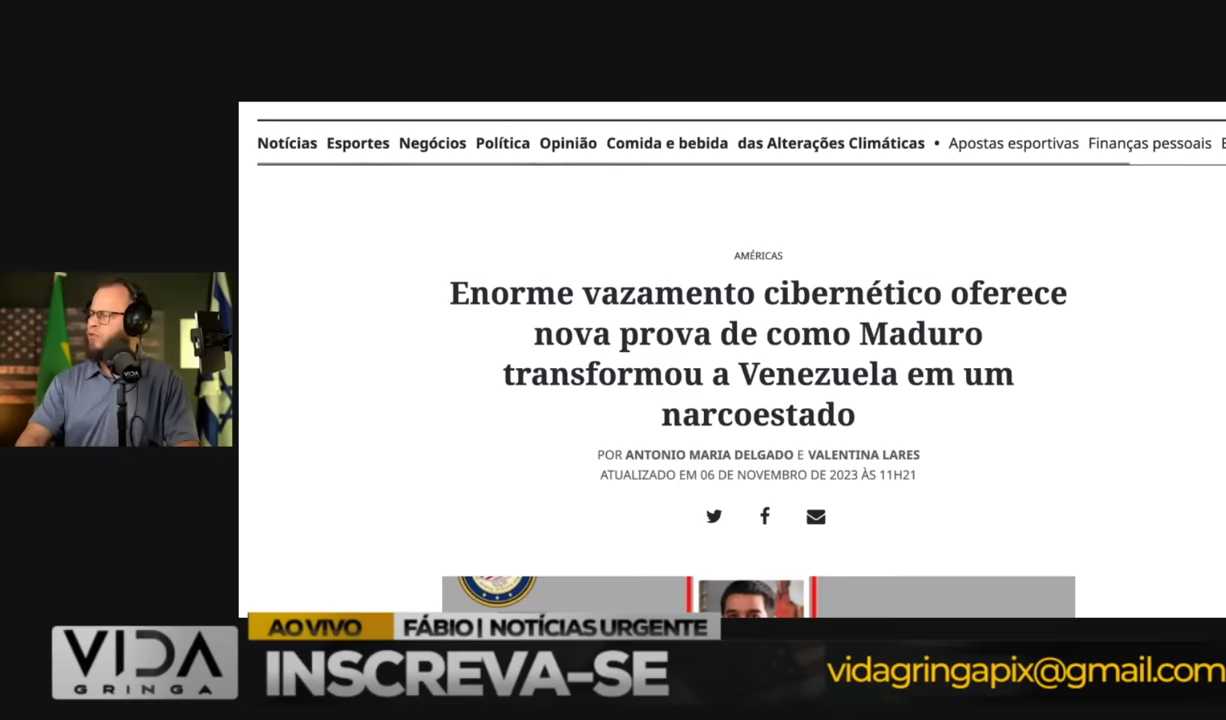 Notícias Esportes Negócios Política Opinião Comida e bebida das Alterações Climáticas • Apostas esportivas Finanças pessoais E
AMÉRICAS
Enorme vazamento cibernético oferece
nova prova de como Maduro
transformou a Venezuela em um
narcoestado
POR ANTONIO MARIA DELGADO E VALENTINA LARES
ATUALIZADO EM 06 DE NOVEMBRO DE 2023 ÀS 11H21
AO VIVO FÁBIO | NOTÍCIAS URGENTE
VIDA
GRINGA
INSCREVA-SE
vidagringapix@gmail.com
VIDA